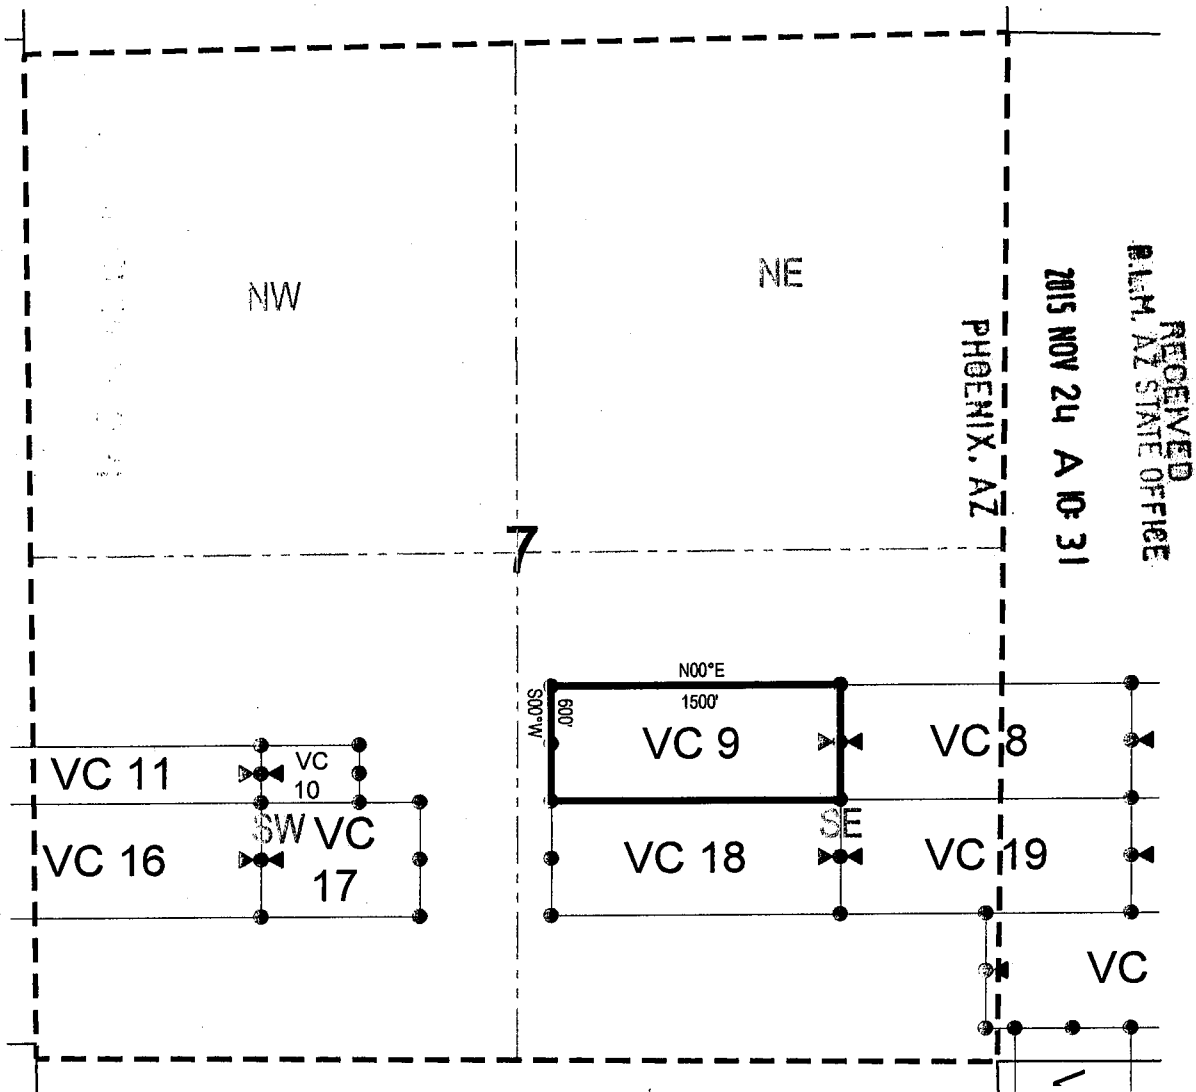 NW
NE
RECEIVED
B.L.M. AZ STATE OFFICE
2015 NOV 24 A 10:31
PHOENIX, AZ
7
N00°E
1500'
600'
S00°W
VC 9
VC 8
VC 11
VC
10
SW
VC
17
SE
VC 16
VC 18
VC 19
VC